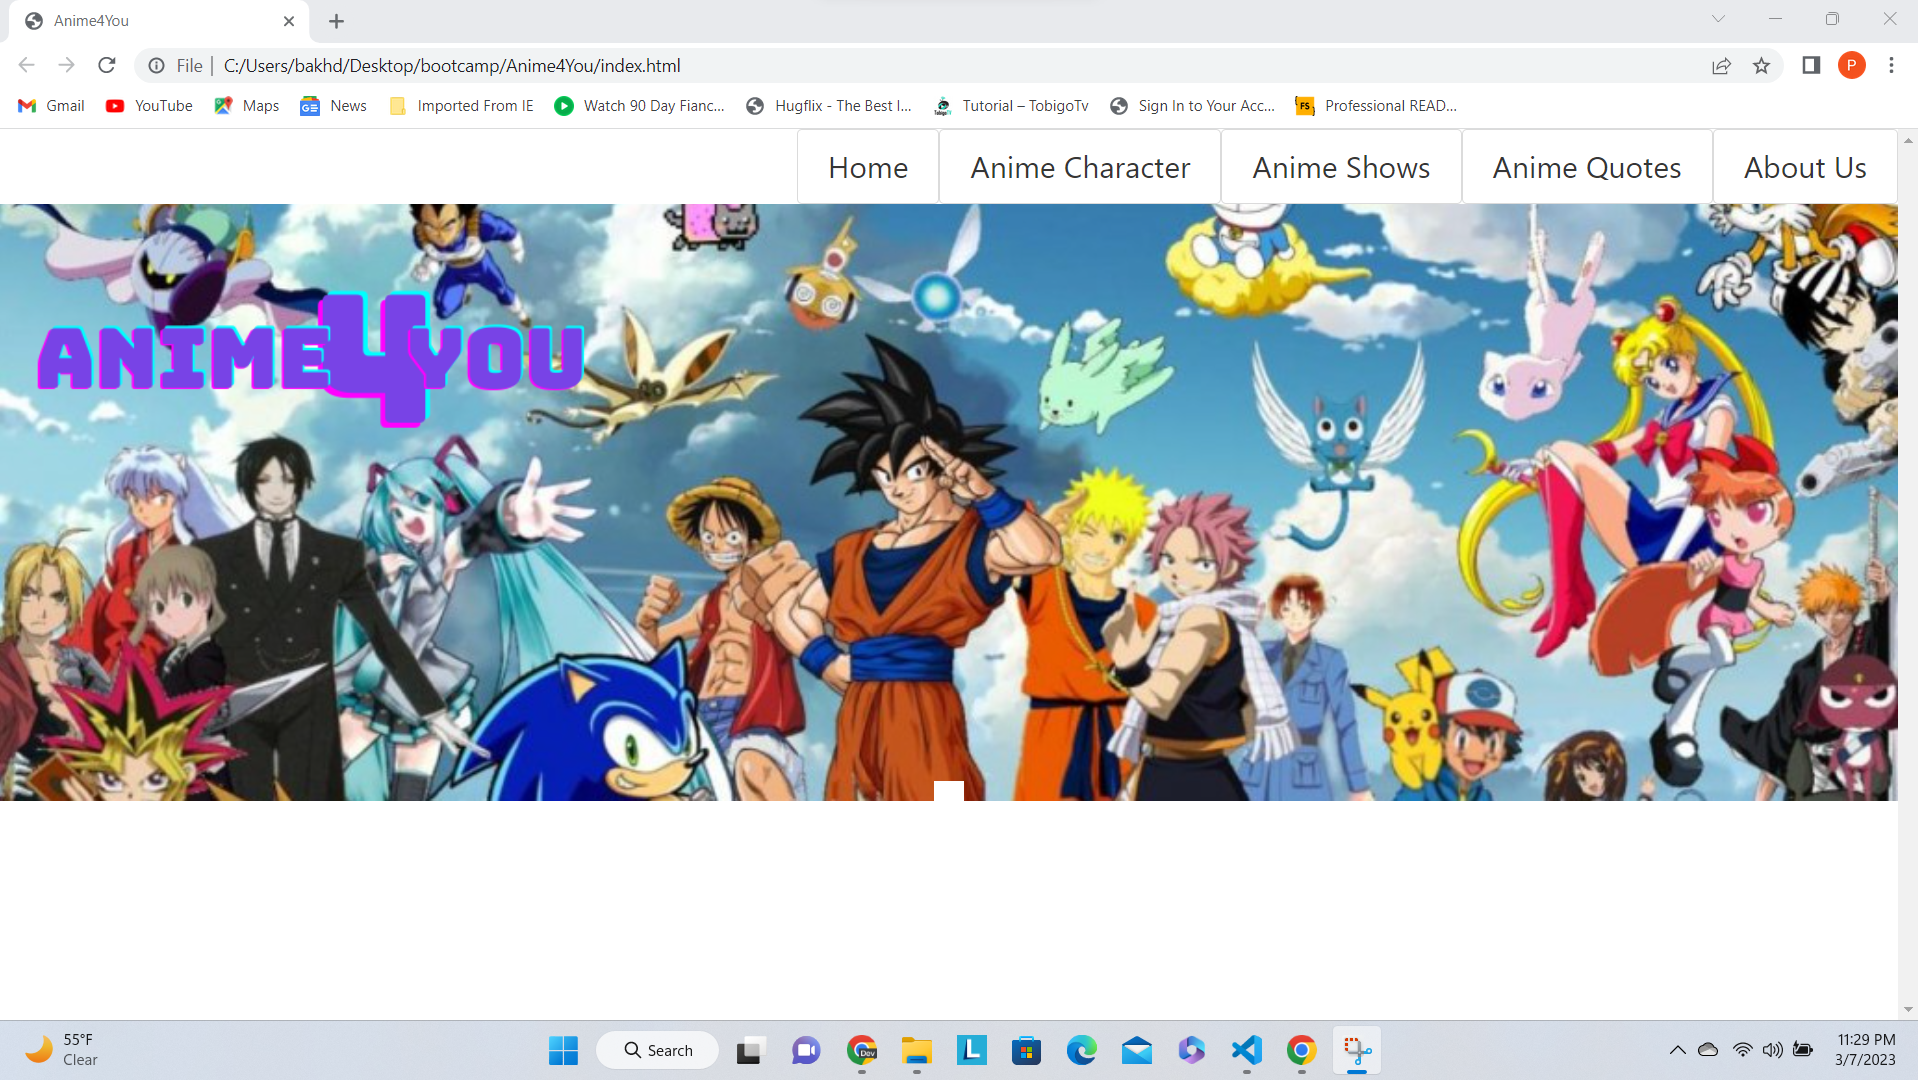 Anime4You
File C:/Users/bakhd/Desktop/bootcamp/Anime4You/index.html
P
Gmail YouTube Maps News Imported From IE Watch 90 Day Fianc... Hugflix - The Best I... Tutorial – TobigoTv Sign In to Your Acc... FS Professional READ...
Home Anime Character Anime Shows Anime Quotes About Us
ANIME4YOU
55°F
Clear
Search
Dev
L
11:29 PM
3/7/2023